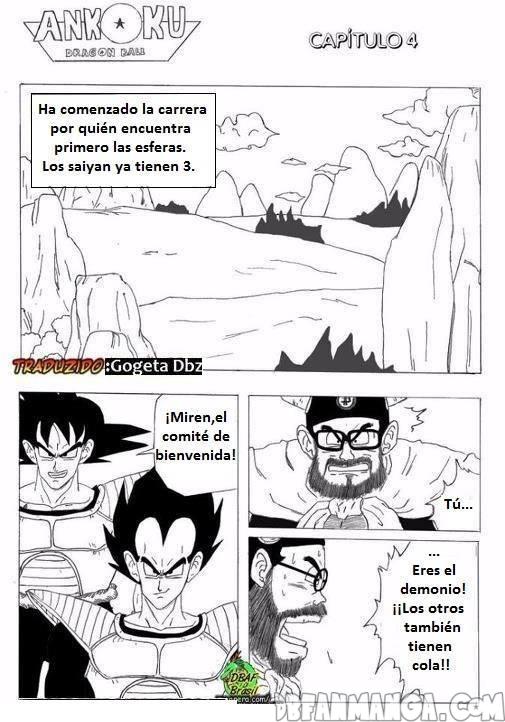 ANKOKU
DRAGON BALL
CAPÍTULO 4
Ha comenzado la carrera
por quién encuentra
primero las esferas.
Los saiyan ya tienen 3.
TRADUZIDO:Gogeta Dbz
¡Miren,el
comité de
bienvenida!
Tú...
...
Eres el
demonio!
¡¡Los otros
también
tienen
cola!!
DBAF
Brasil
DBFANMANGA.COM